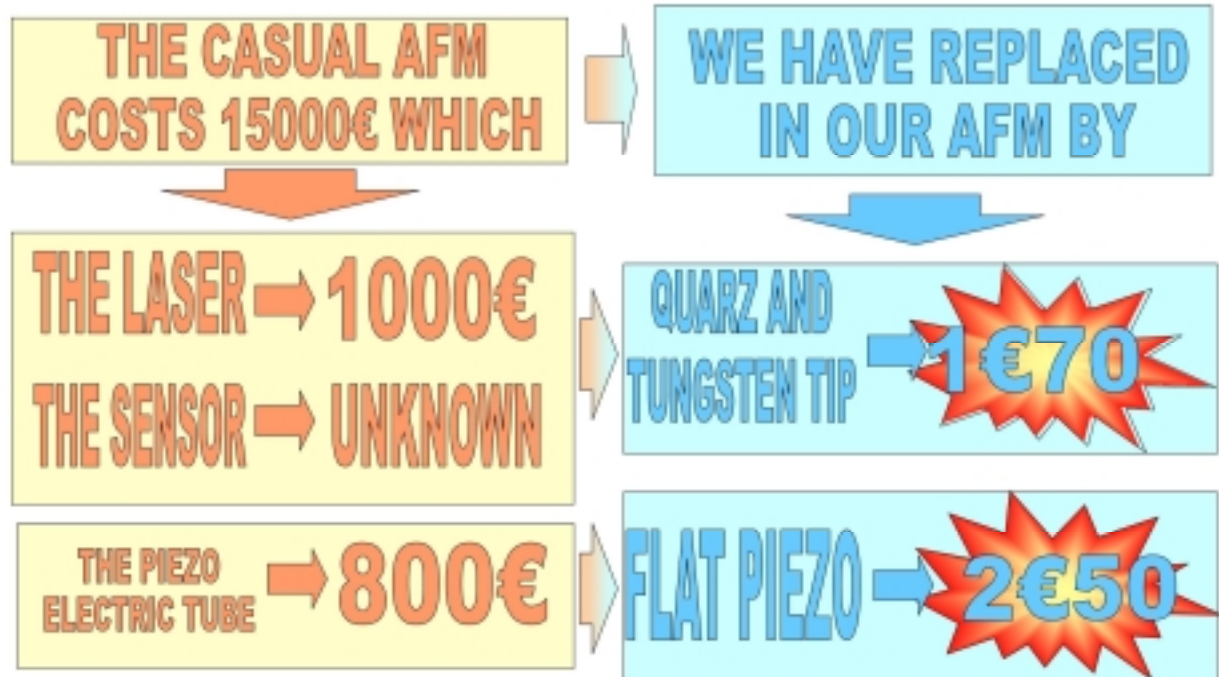 THE CASUAL AFM
COSTS 15000€ WHICH
WE HAVE REPLACED
IN OUR AFM BY
THE LASER
1000€
THE SENSOR
UNKNOWN
QUARZ AND
TUNGSTEN TIP
1€70
THE PIEZO
ELECTRIC TUBE
800€
FLAT PIEZO
2€50